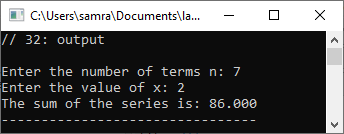 C:\Users\samra\Documents\la...
// 32: output
Enter the number of terms n: 7
Enter the value of x: 2
The sum of the series is: 86.000
--------------------------------